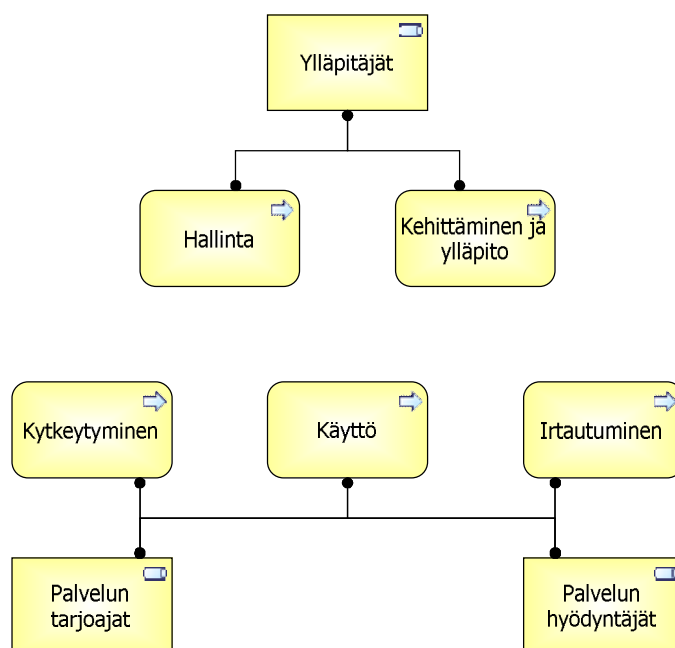 Ylläpitäjät
Hallinta
Kehittäminen ja
ylläpito
Kytkeytyminen
Käyttö
Irtautuminen
Palvelun
tarjoajat
Palvelun
hyödyntäjät